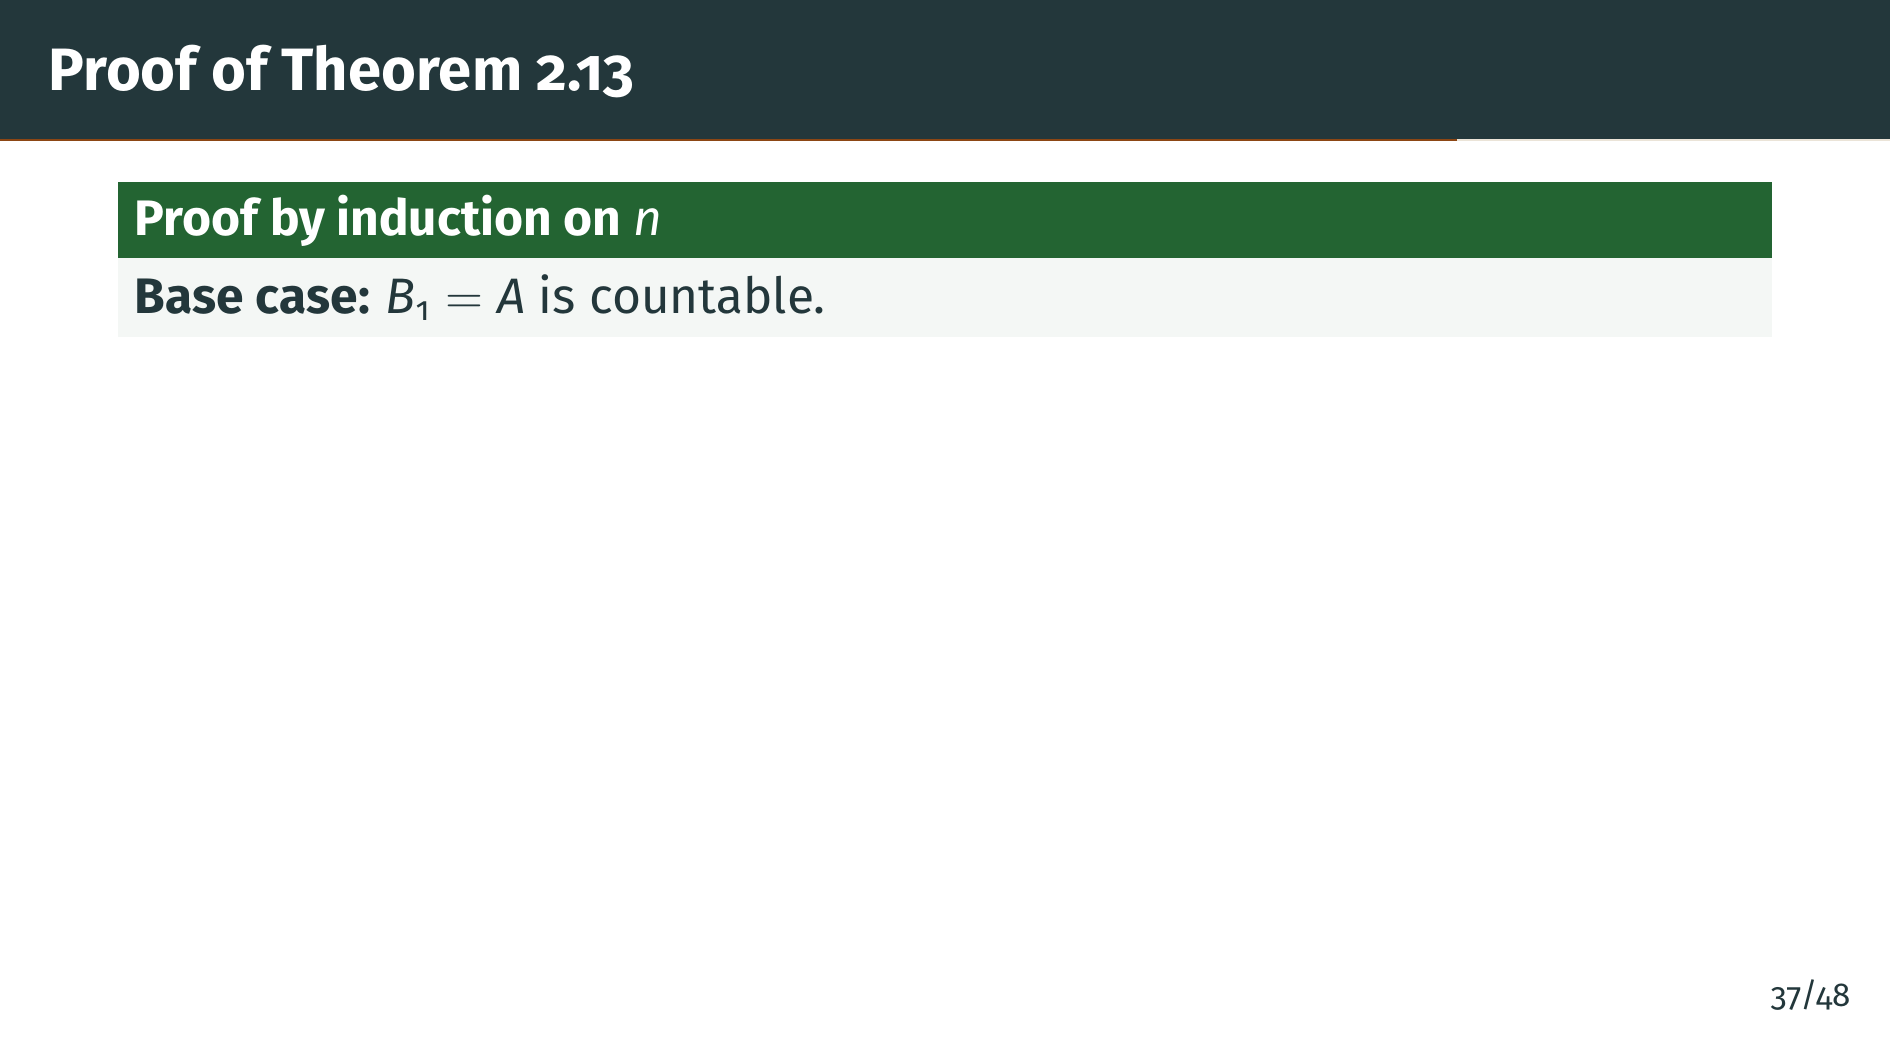 Proof of Theorem 2.13
Proof by induction on n
Base case: B₁ = A is countable.
37/48